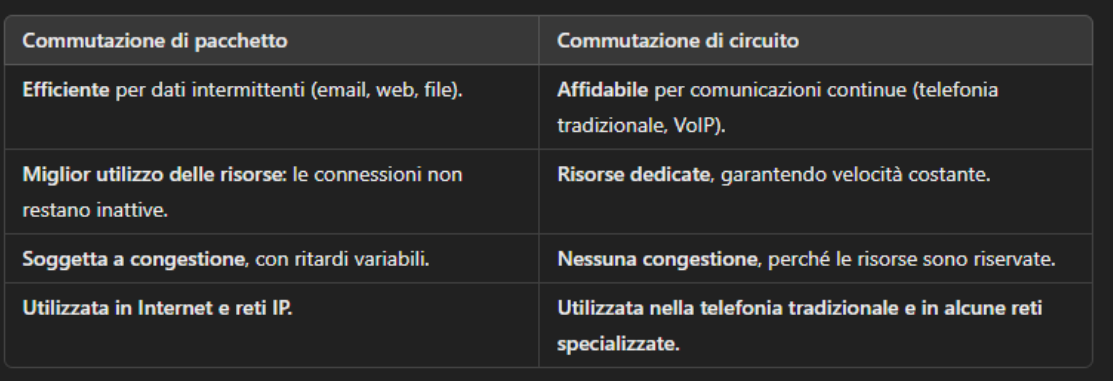 Commutazione di pacchetto
Commutazione di circuito
Efficiente per dati intermittenti (email, web, file).
Affidabile per comunicazioni continue (telefonia
tradizionale, VoIP).
Miglior utilizzo delle risorse: le connessioni non
restano inattive.
Risorse dedicate, garantendo velocità costante.
Soggetta a congestione, con ritardi variabili.
Nessuna congestione, perché le risorse sono riservate.
Utilizzata in Internet e reti IP.
Utilizzata nella telefonia tradizionale e in alcune reti
specializzate.